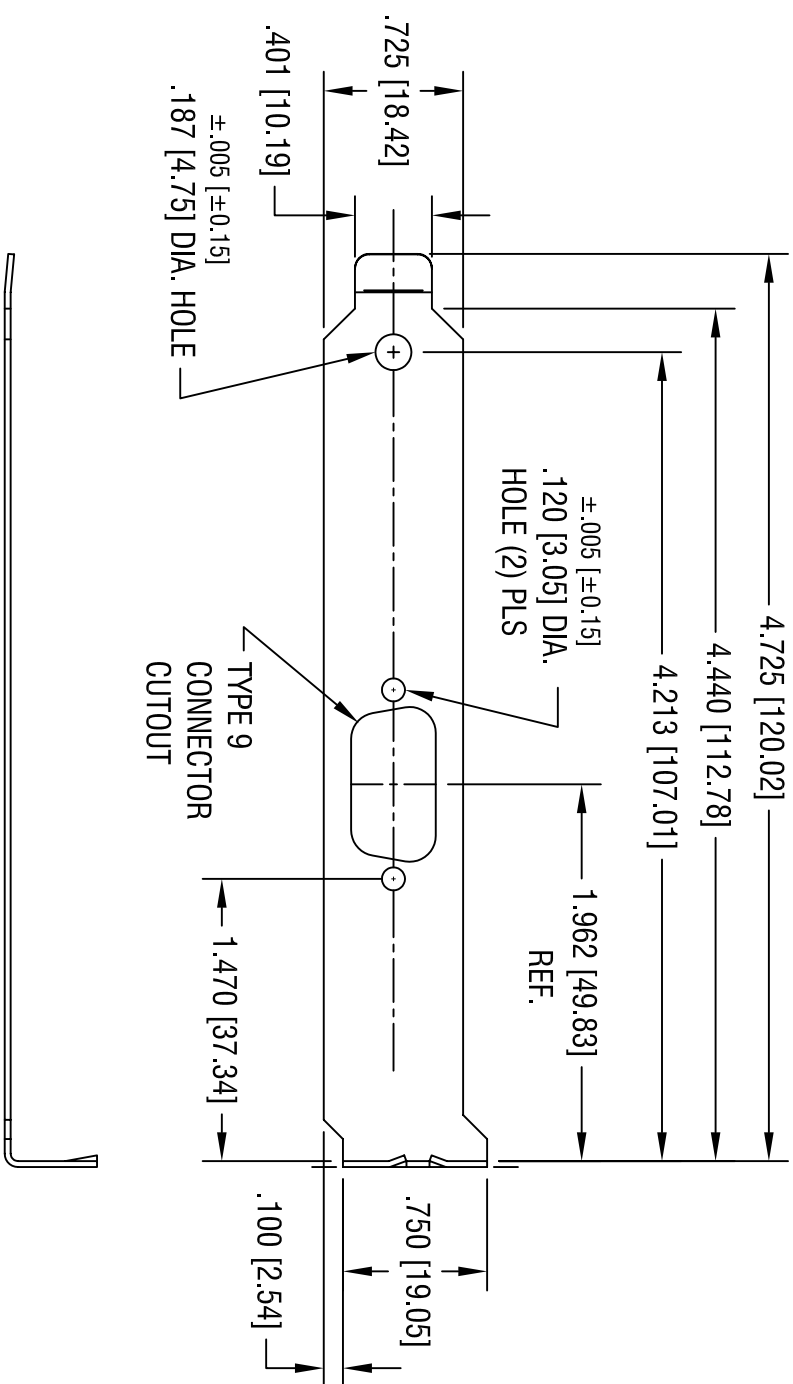 4.725 [120.02]
4.440 [112.78]
4.213 [107.01]
±.005 [±0.15]
.120 [3.05] DIA.
HOLE (2) PLS
1.962 [49.83]
REF.
.725 [18.42]
.401 [10.19]
±.005 [±0.15]
.187 [4.75] DIA. HOLE
TYPE 9
CONNECTOR
CUTOUT
1.470 [37.34]
.750 [19.05]
.100 [2.54]